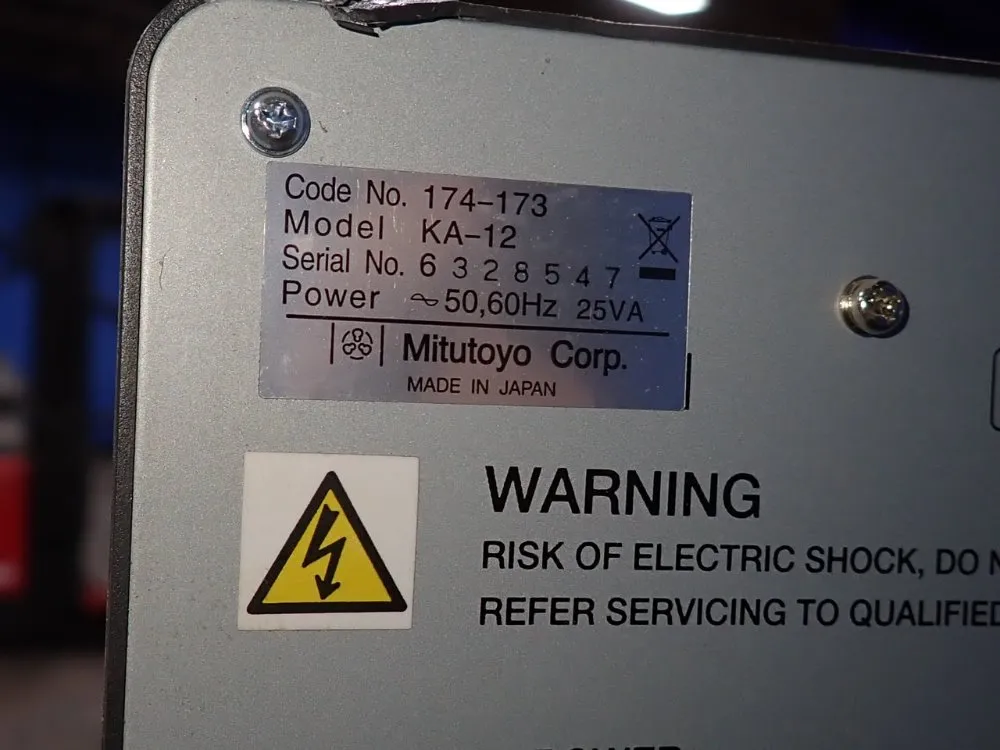 Code No. 174-173
Model KA-12
Serial No. 6 3 2 8 5 4 7
Power ~50,60Hz 25VA
Mitutoyo Corp.
MADE IN JAPAN
WARNING
RISK OF ELECTRIC SHOCK, DO
REFER SERVICING TO QUALIFIED